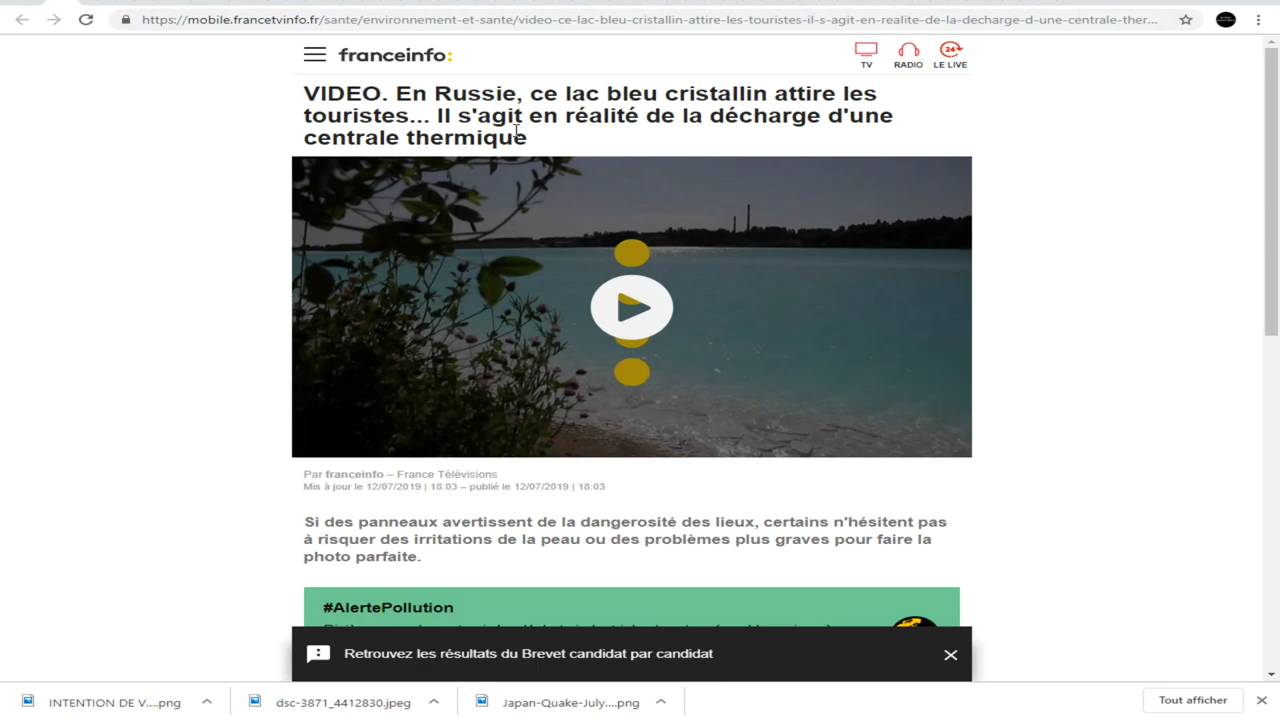 https://mobile.francetvinfo.fr/sante/environnement-et-sante/video-ce-lac-bleu-cristallin-attire-les-touristes-il-s-agit-en-realite-de-la-decharge-d-une-centrale-ther...
franceinfo:
TV
RADIO
24
LE LIVE
VIDEO. En Russie, ce lac bleu cristallin attire les
touristes... Il s'agit en réalité de la décharge d'une
centrale thermique
Par franceinfo – France Télévisions
Mis à jour le 12/07/2019 | 18:03 – publié le 12/07/2019 | 18:03
Si des panneaux avertissent de la dangerosité des lieux, certains n'hésitent pas
à risquer des irritations de la peau ou des problèmes plus graves pour faire la
photo parfaite.
#AlertePollution
Retrouvez les résultats du Brevet candidat par candidat
INTENTION DE V....png
dsc-3871_4412830.jpeg
Japan-Quake-July....png
Tout afficher